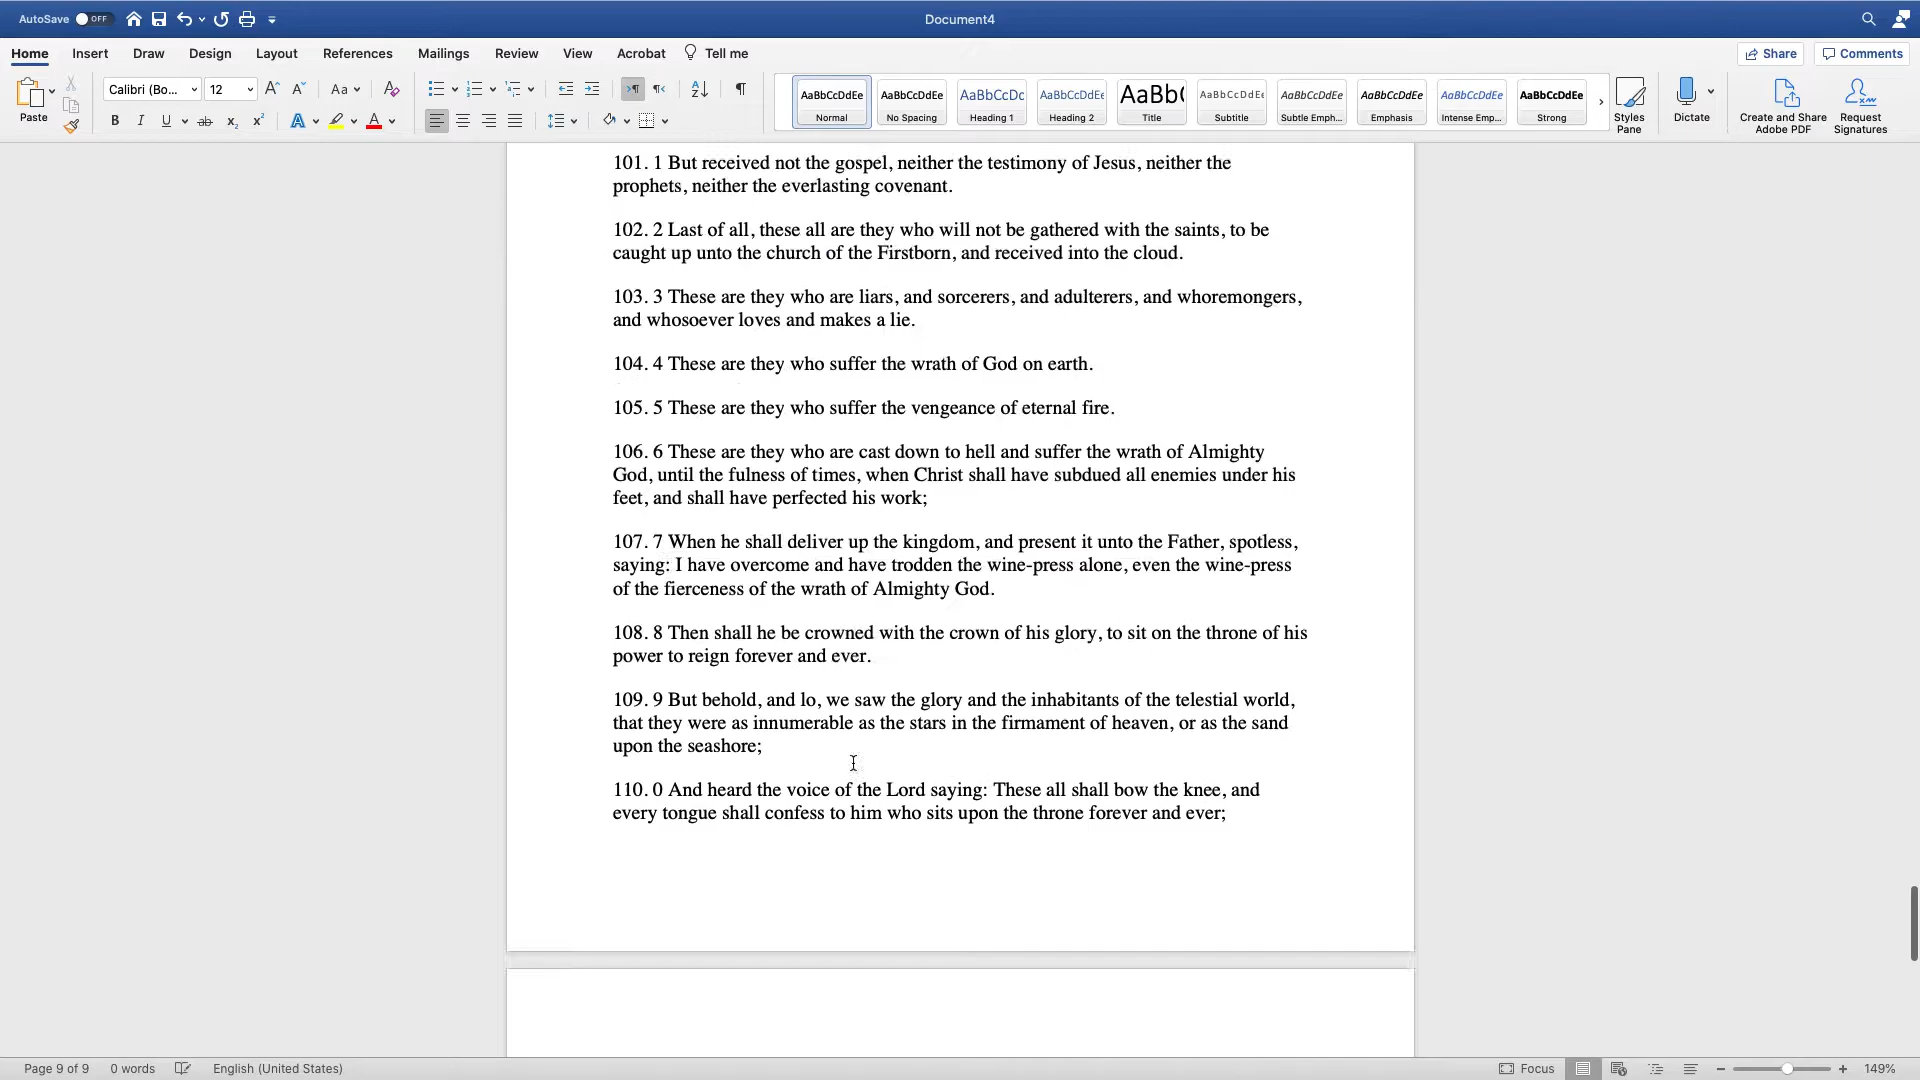 AutoSave OFF Document4
Home Insert Draw Design Layout References Mailings Review View Acrobat Tell me Share Comments
Paste Calibri (Bo... 12 Aa
AaBbCcDdEe AaBbCcDdEe AaBbCcDc AaBbCcDdEe AaBb( AaBbCcDdEe AaBbCcDdEe AaBbCcDdEe AaBbCcDdEe AaBbCcDdEe
Normal No Spacing Heading 1 Heading 2 Title Subtitle Subtle Emph... Emphasis Intense Emp... Strong
Styles Pane Dictate Create and Share Adobe PDF Request Signatures
101. 1 But received not the gospel, neither the testimony of Jesus, neither the
prophets, neither the everlasting covenant.
102. 2 Last of all, these all are they who will not be gathered with the saints, to be
caught up unto the church of the Firstborn, and received into the cloud.
103. 3 These are they who are liars, and sorcerers, and adulterers, and whoremongers,
and whosoever loves and makes a lie.
104. 4 These are they who suffer the wrath of God on earth.
105. 5 These are they who suffer the vengeance of eternal fire.
106. 6 These are they who are cast down to hell and suffer the wrath of Almighty
God, until the fulness of times, when Christ shall have subdued all enemies under his
feet, and shall have perfected his work;
107. 7 When he shall deliver up the kingdom, and present it unto the Father, spotless,
saying: I have overcome and have trodden the wine-press alone, even the wine-press
of the fierceness of the wrath of Almighty God.
108. 8 Then shall he be crowned with the crown of his glory, to sit on the throne of his
power to reign forever and ever.
109. 9 But behold, and lo, we saw the glory and the inhabitants of the telestial world,
that they were as innumerable as the stars in the firmament of heaven, or as the sand
upon the seashore;
110. 0 And heard the voice of the Lord saying: These all shall bow the knee, and
every tongue shall confess to him who sits upon the throne forever and ever;
Page 9 of 9 0 words English (United States) Focus 149%